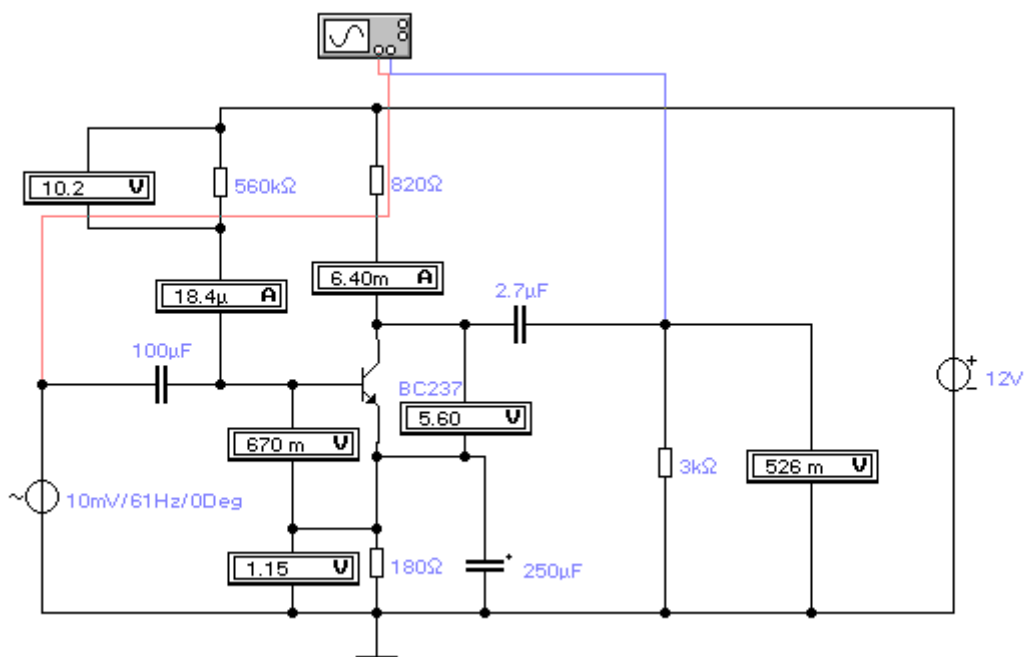 560kΩ
820Ω
10.2 V
6.40m A
18.4µ A
2.7µF
100µF
BC237
12V
5.60 V
670 m V
3kΩ
526 m V
~
10mV/61Hz/0Deg
1.15 V
180Ω
250µF